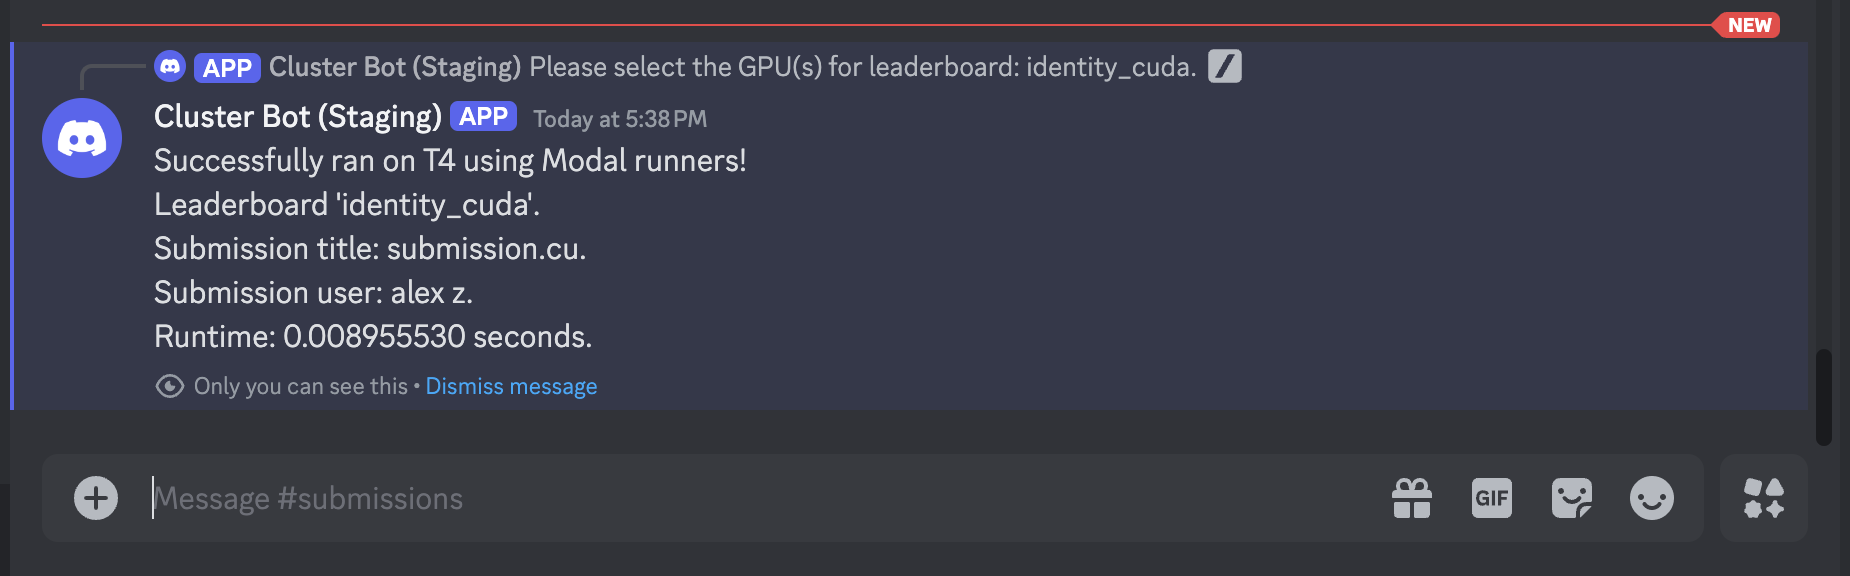 NEW
APP Cluster Bot (Staging) Please select the GPU(s) for leaderboard: identity_cuda.
Cluster Bot (Staging) APP Today at 5:38 PM
Successfully ran on T4 using Modal runners!
Leaderboard 'identity_cuda'.
Submission title: submission.cu.
Submission user: alex z.
Runtime: 0.008955530 seconds.
Only you can see this • Dismiss message
Message #submissions
GIF